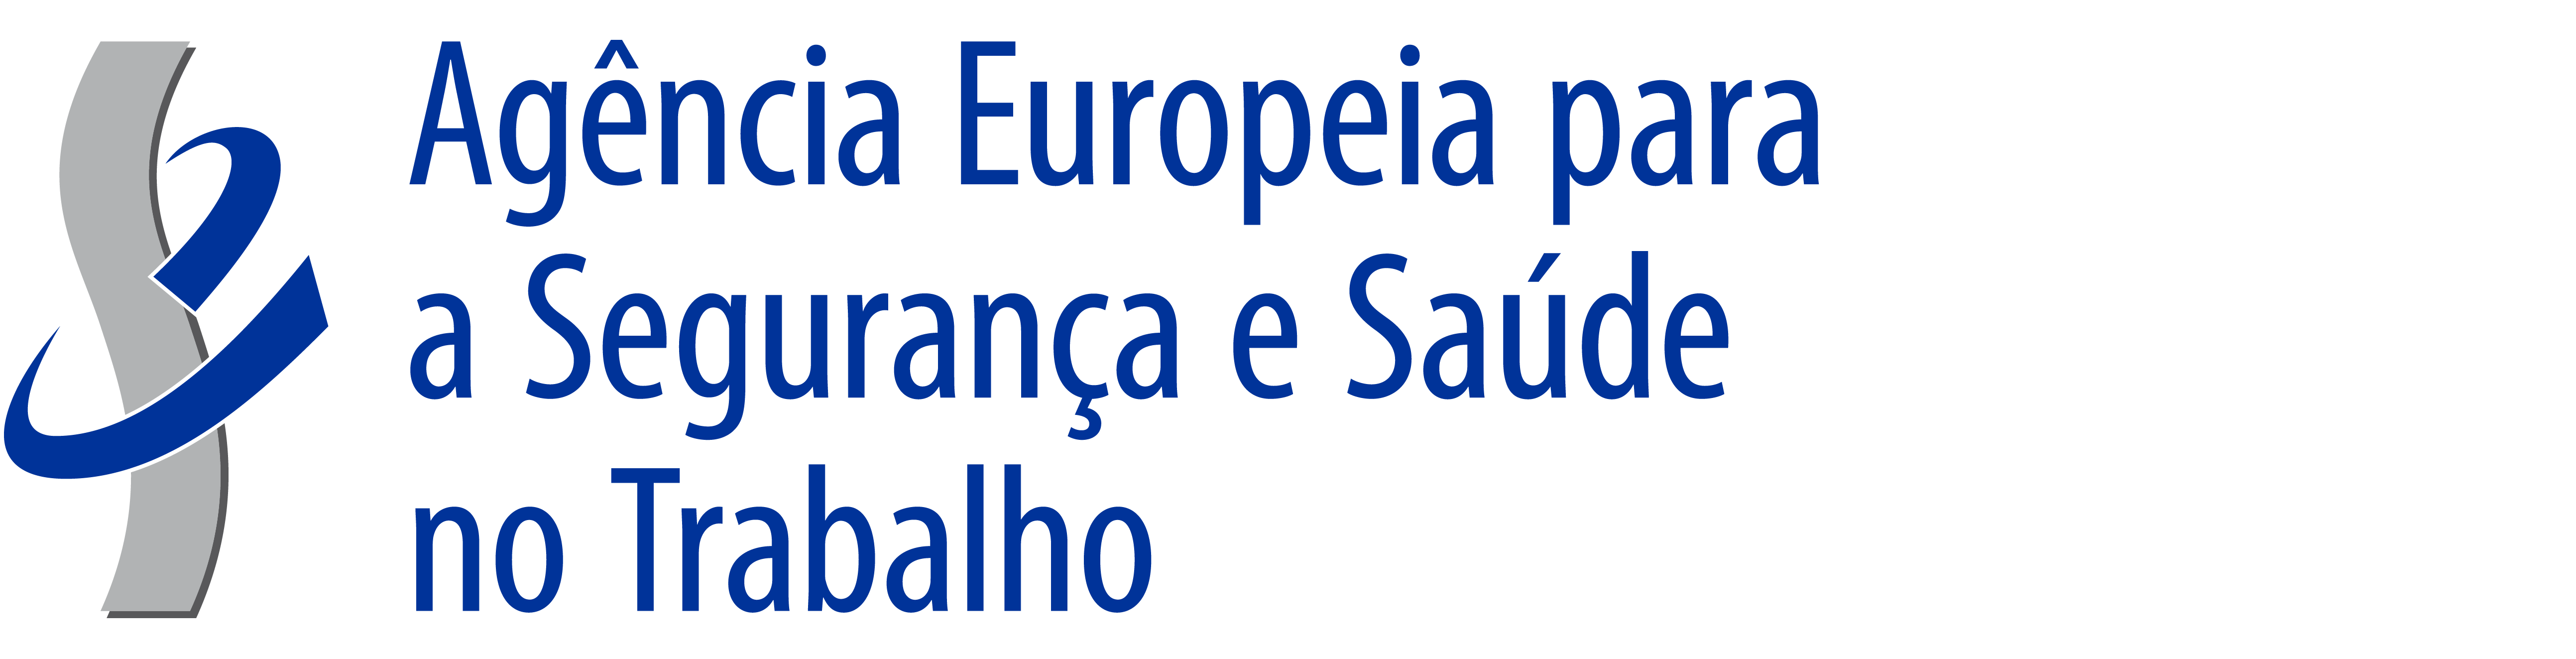 Agência Europeia para
a Segurança e Saúde
no Trabalho